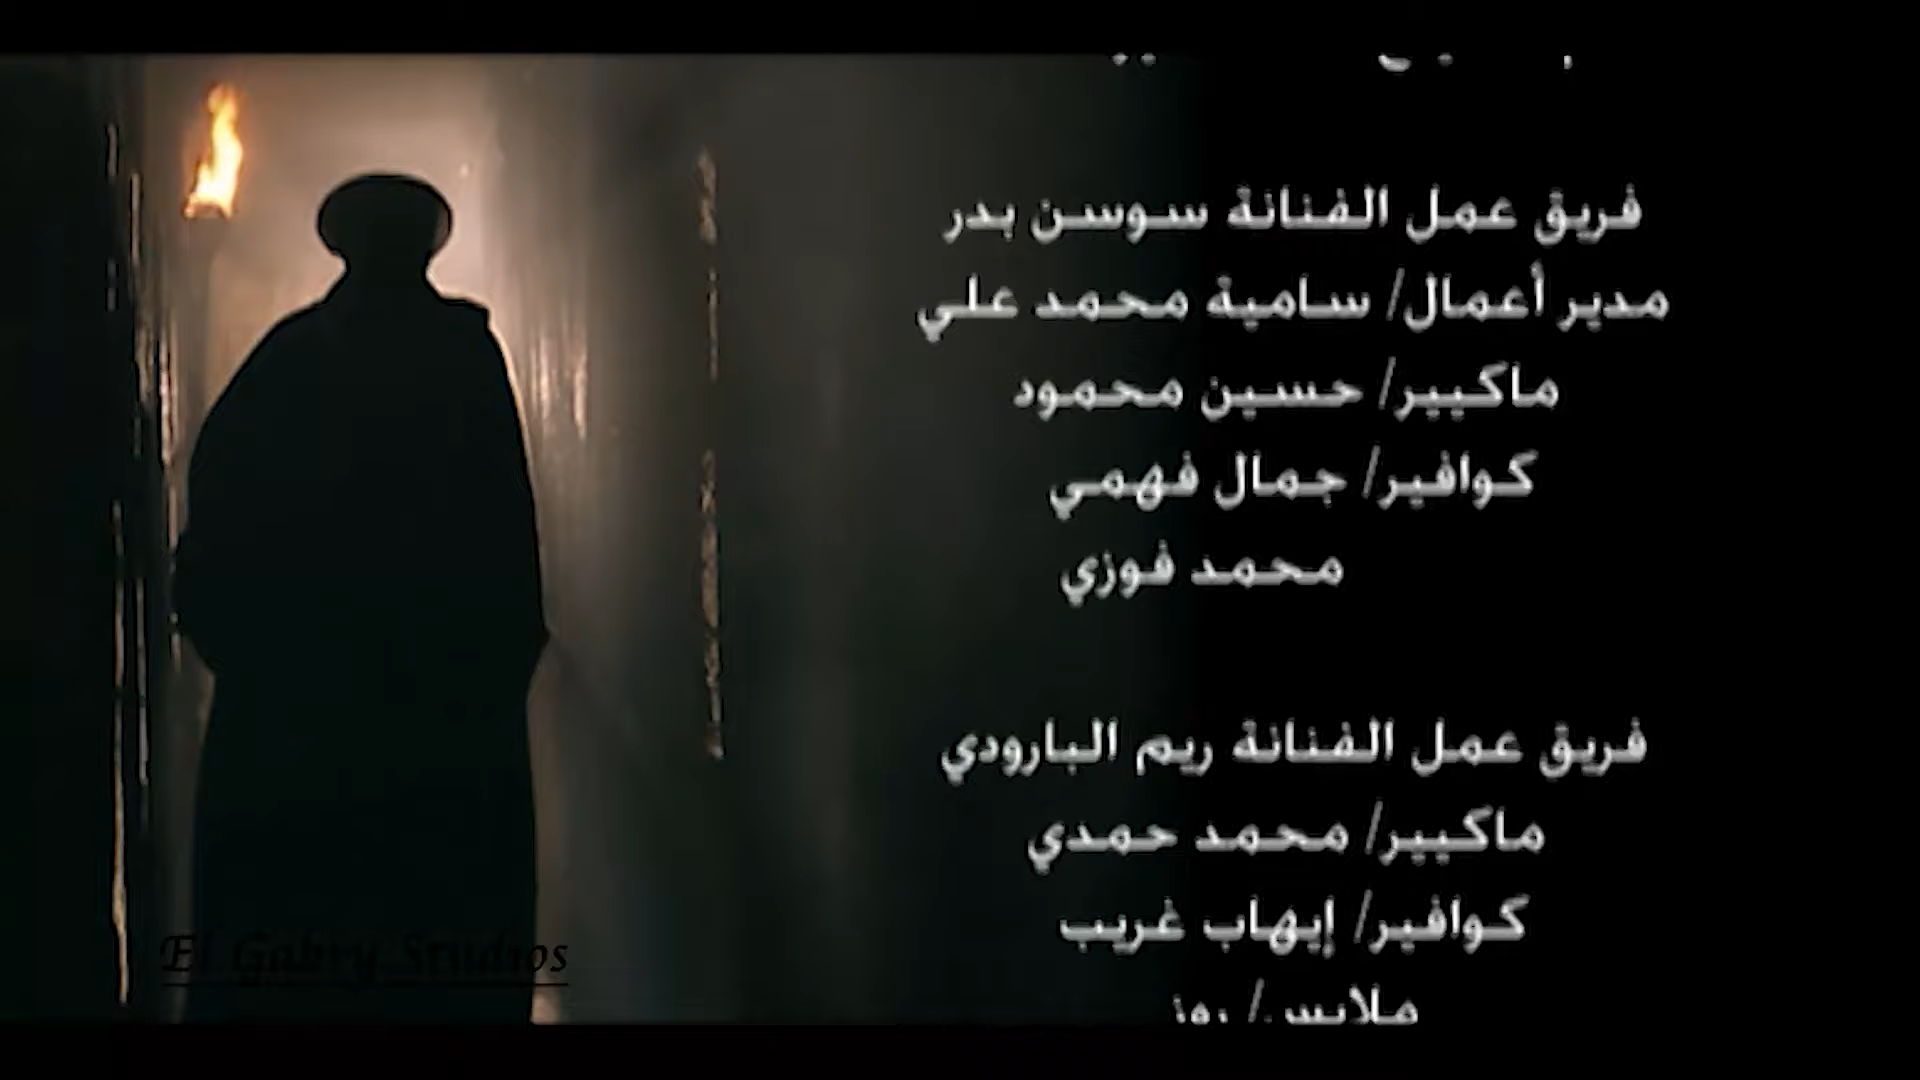 فريق عمل الفنانة سوسن بدر
مدير أعمال/ سامية محمد علي
ماكيير/ حسين محمود
كوافير/ جمال فهمي
محمد فوزي
فريق عمل الفنانة ريم البارودي
ماكيير/ محمد حمدي
كوافير/ إيهاب غريب
ملابس/
El Gabry Studios